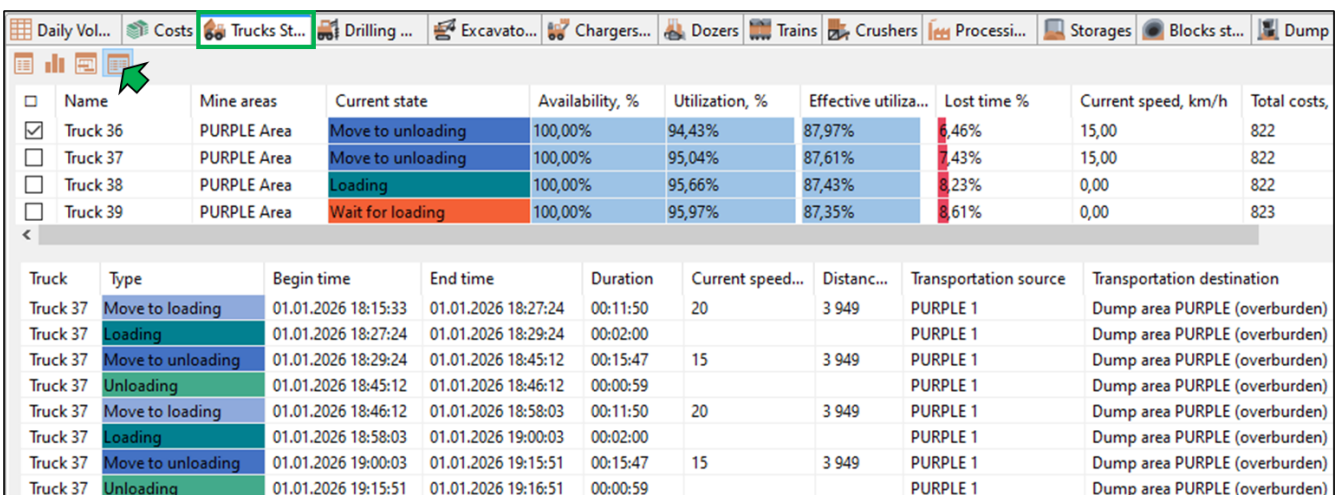 Daily Vol... Costs Trucks St... Drilling ... Excavato... Chargers... Dozers Trains Crushers Processi... Storages Blocks st... Dump
Name Mine areas Current state Availability, % Utilization, % Effective utiliza... Lost time % Current speed, km/h Total costs,
Truck 36 PURPLE Area Move to unloading 100,00% 94,43% 87,97% 6,46% 15,00 822
Truck 37 PURPLE Area Move to unloading 100,00% 95,04% 87,61% 7,43% 15,00 822
Truck 38 PURPLE Area Loading 100,00% 95,66% 87,43% 8,23% 0,00 822
Truck 39 PURPLE Area Wait for loading 100,00% 95,97% 87,35% 8,61% 0,00 823
Truck Type Begin time End time Duration Current speed... Distanc... Transportation source Transportation destination
Truck 37 Move to loading 01.01.2026 18:15:33 01.01.2026 18:27:24 00:11:50 20 3 949 PURPLE 1 Dump area PURPLE (overburden)
Truck 37 Loading 01.01.2026 18:27:24 01.01.2026 18:29:24 00:02:00 PURPLE 1 Dump area PURPLE (overburden)
Truck 37 Move to unloading 01.01.2026 18:29:24 01.01.2026 18:45:12 00:15:47 15 3 949 PURPLE 1 Dump area PURPLE (overburden)
Truck 37 Unloading 01.01.2026 18:45:12 01.01.2026 18:46:12 00:00:59 PURPLE 1 Dump area PURPLE (overburden)
Truck 37 Move to loading 01.01.2026 18:46:12 01.01.2026 18:58:03 00:11:50 20 3 949 PURPLE 1 Dump area PURPLE (overburden)
Truck 37 Loading 01.01.2026 18:58:03 01.01.2026 19:00:03 00:02:00 PURPLE 1 Dump area PURPLE (overburden)
Truck 37 Move to unloading 01.01.2026 19:00:03 01.01.2026 19:15:51 00:15:47 15 3 949 PURPLE 1 Dump area PURPLE (overburden)
Truck 37 Unloading 01.01.2026 19:15:51 01.01.2026 19:16:51 00:00:59 PURPLE 1 Dump area PURPLE (overburden)